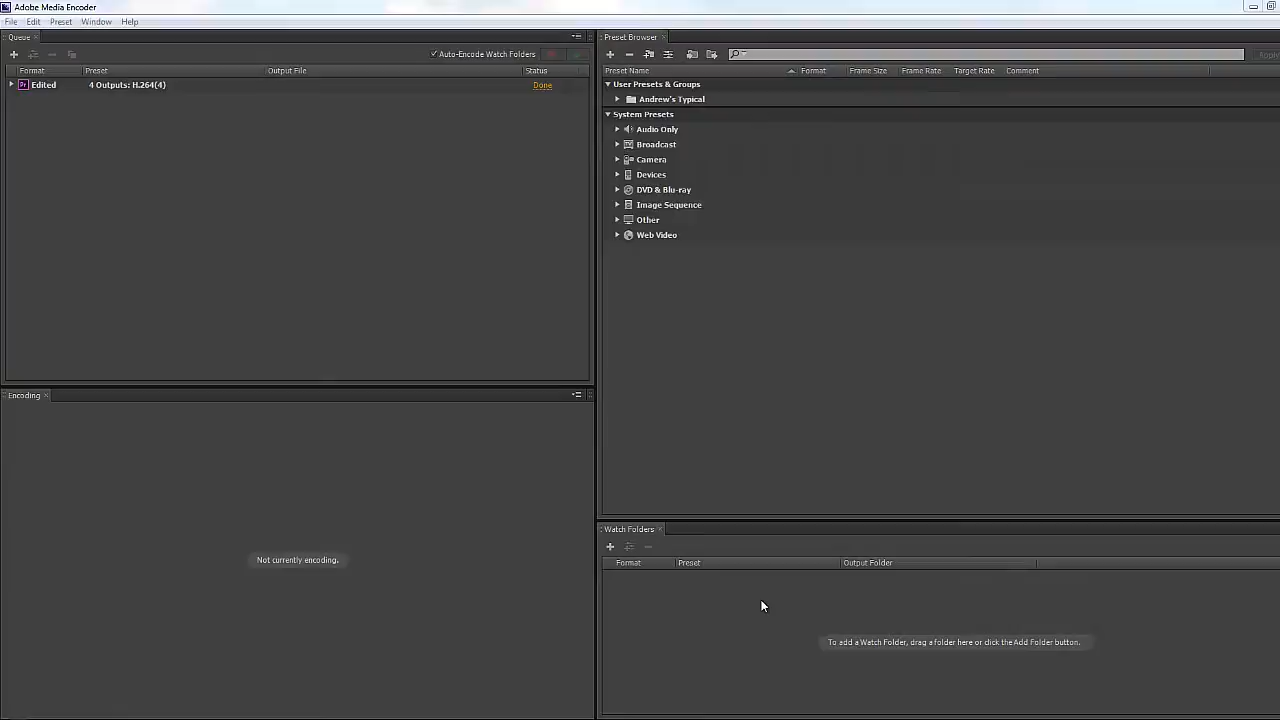 Adobe Media Encoder
File Edit Preset Window Help
Queue
Auto-Encode Watch Folders
Format Preset Output File Status
Pr Edited 4 Outputs: H.264(4) Done
Encoding
Not currently encoding.
Preset Browser
Apply
Preset Name Format Frame Size Frame Rate Target Rate Comment
User Presets & Groups
Andrew's Typical
System Presets
Audio Only
Broadcast
Camera
Devices
DVD & Blu-ray
Image Sequence
Other
Web Video
Watch Folders
Format Preset Output Folder
To add a Watch Folder, drag a folder here or click the Add Folder button.